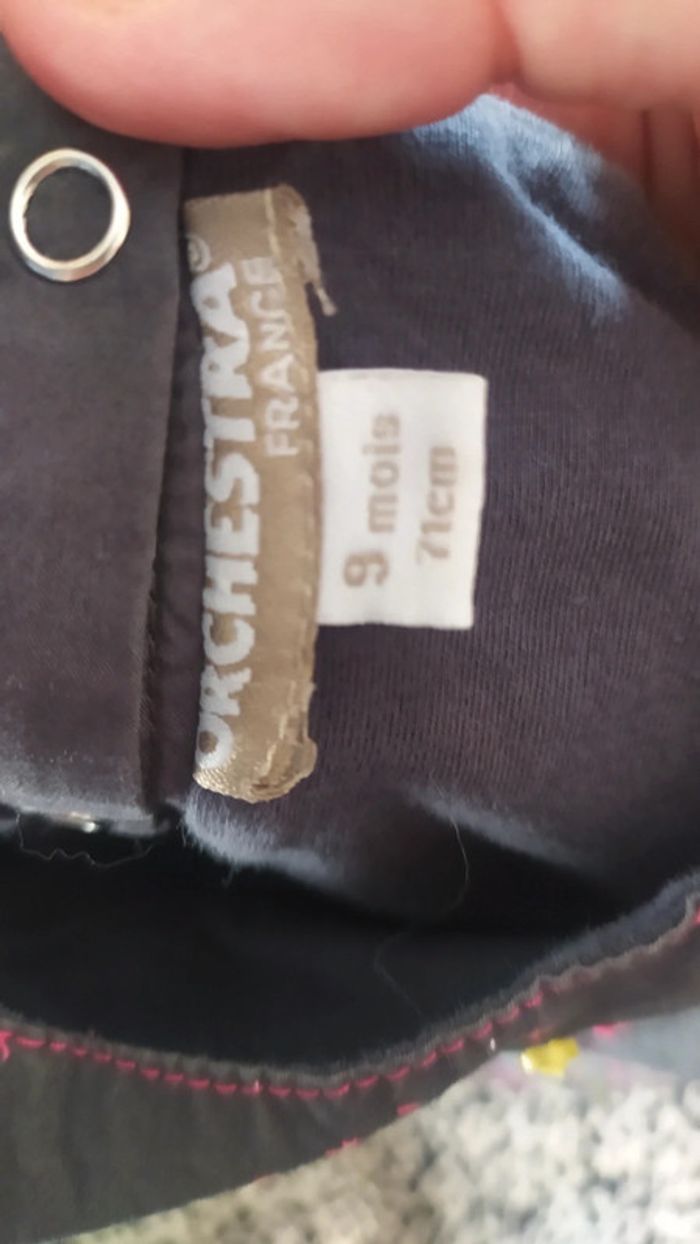 ORCHESTRA®
FRANCE
9 mois
71cm